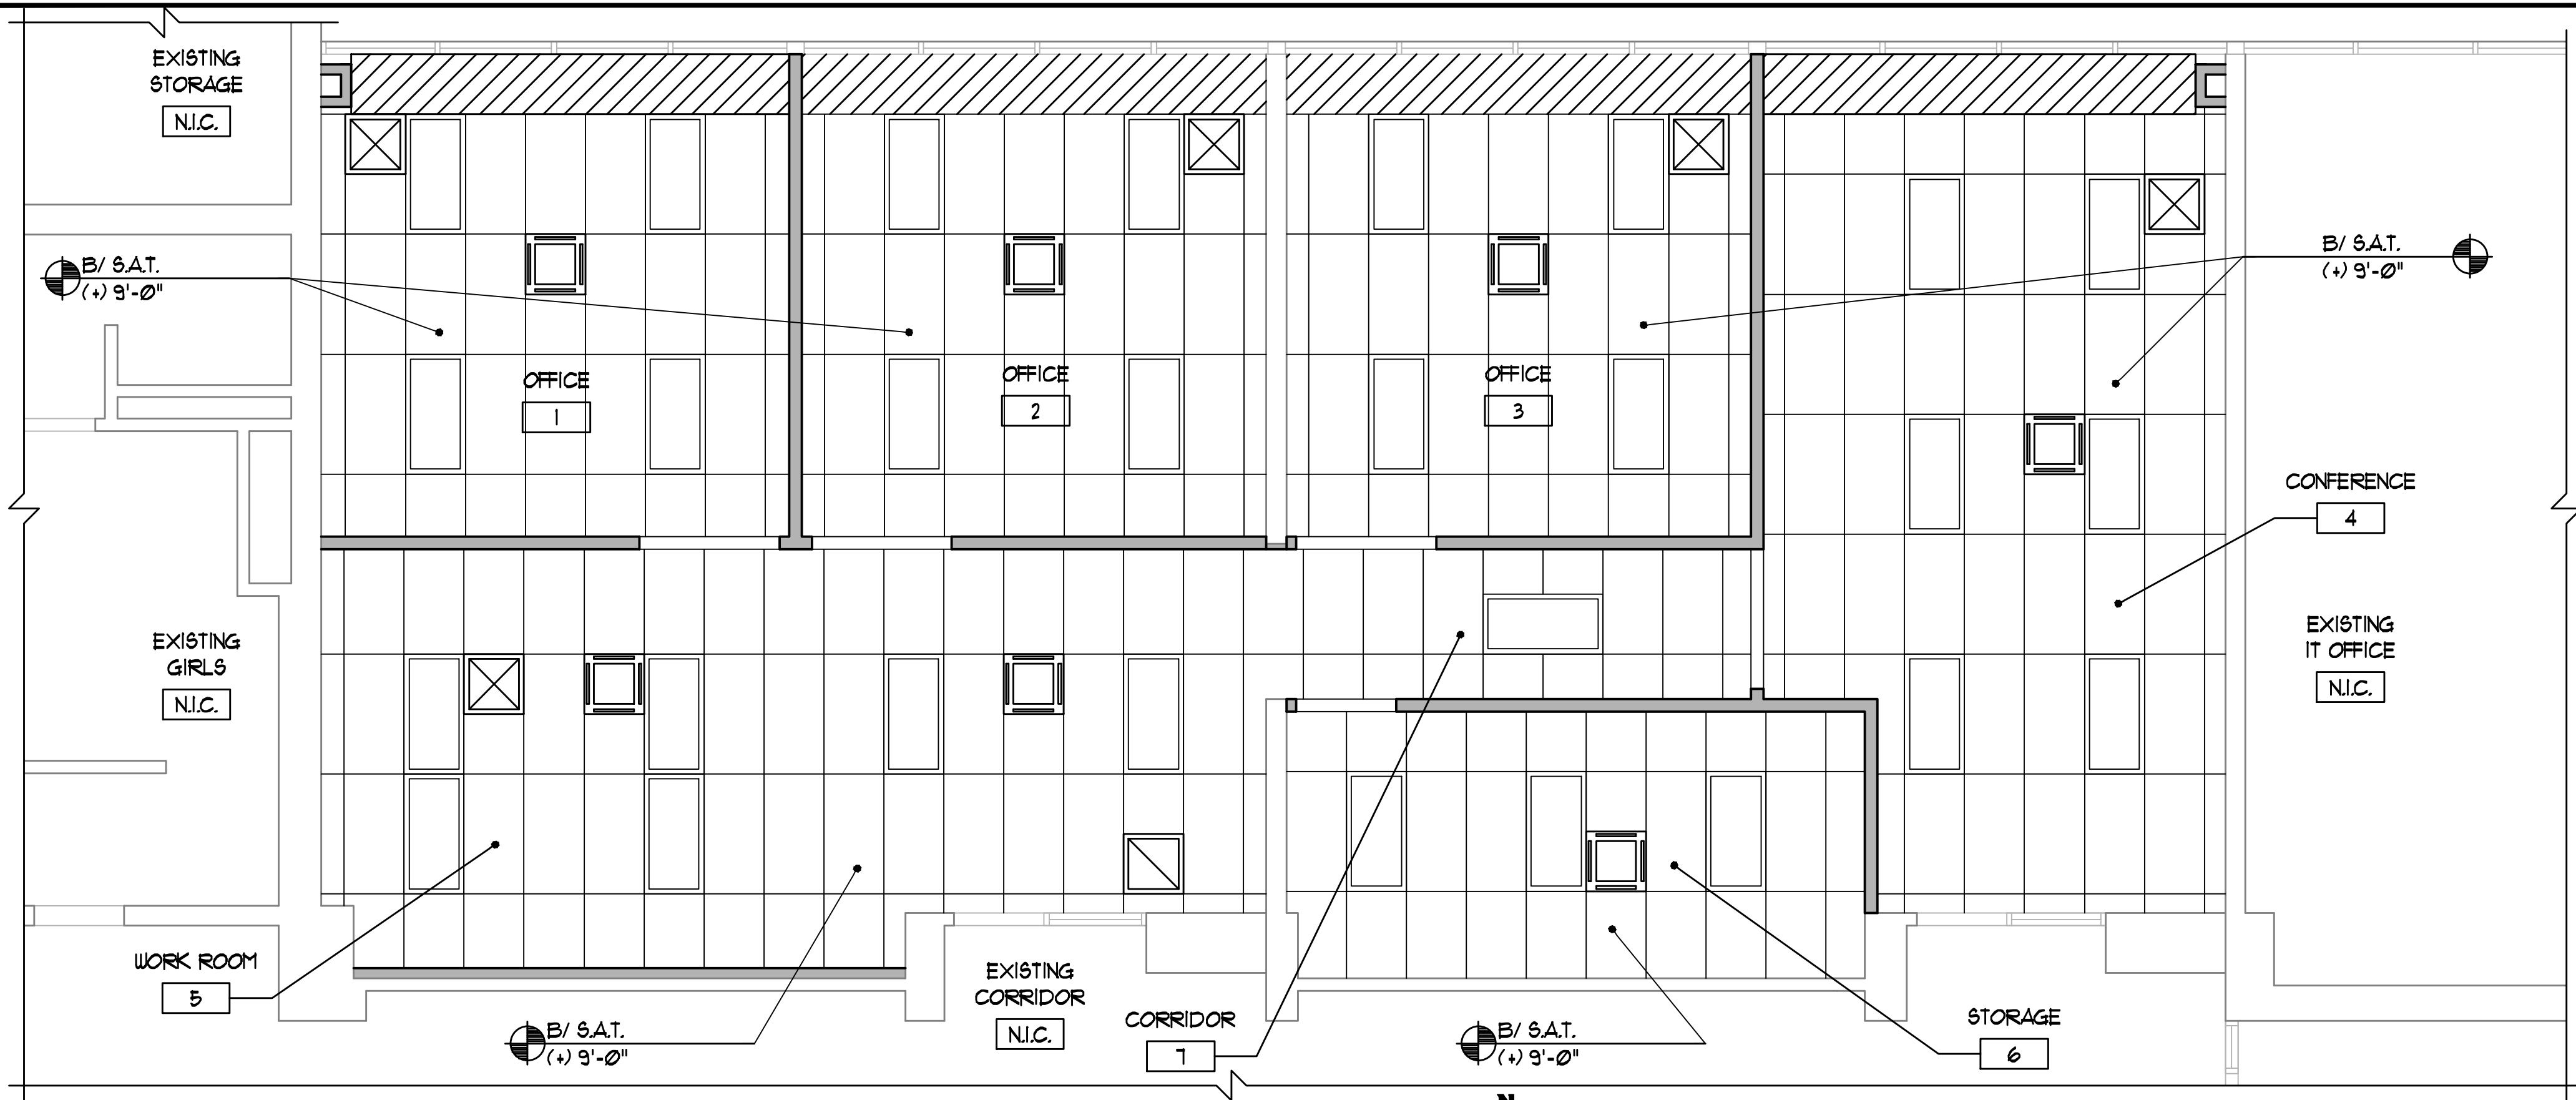 EXISTING
STORAGE
N.I.C.
B/ S.A.T.
(+) 9'-0"
B/ S.A.T.
(+) 9'-0"
OFFICE
1
OFFICE
2
OFFICE
3
CONFERENCE
4
EXISTING
GIRLS
N.I.C.
EXISTING
IT OFFICE
N.I.C.
WORK ROOM
5
B/ S.A.T.
(+) 9'-0"
EXISTING
CORRIDOR
N.I.C.
CORRIDOR
7
B/ S.A.T.
(+) 9'-0"
STORAGE
6